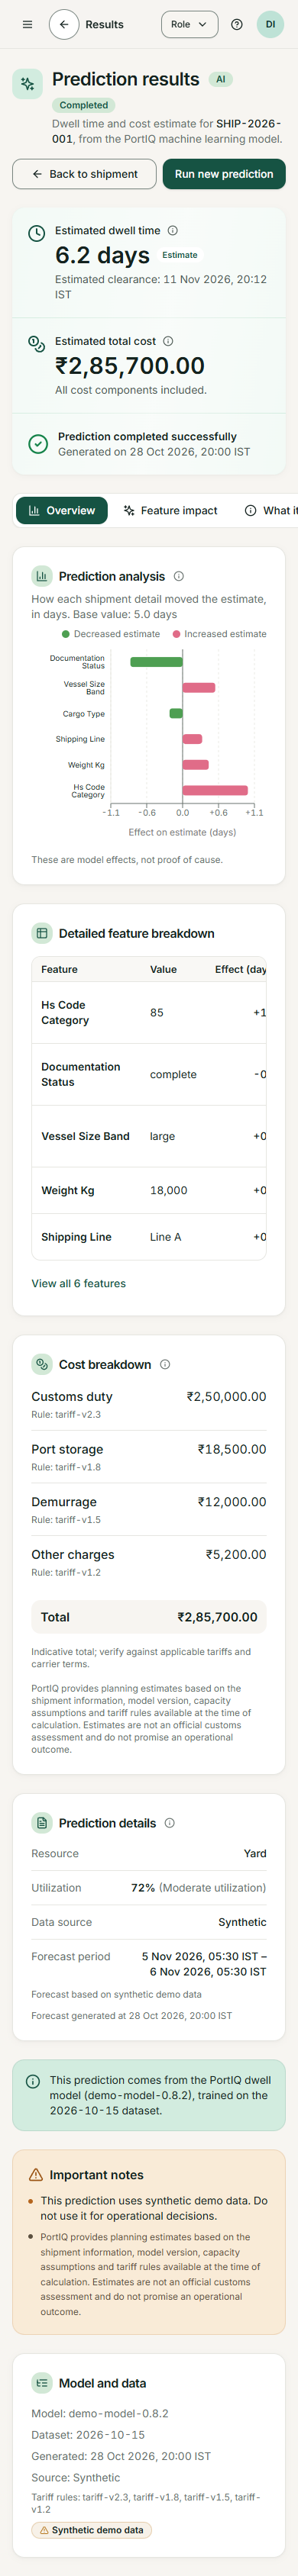 Results
Role
DI
Prediction results AI
Completed
Dwell time and cost estimate for SHIP-2026-
001, from the PortIQ machine learning model.
Back to shipment
Run new prediction
Estimated dwell time
6.2 days Estimate
Estimated clearance: 11 Nov 2026, 20:12
IST
Estimated total cost
₹2,85,700.00
All cost components included.
Prediction completed successfully
Generated on 28 Oct 2026, 20:00 IST
Overview
Feature impact
What it
Prediction analysis
How each shipment detail moved the estimate,
in days. Base value: 5.0 days
Decreased estimate
Increased estimate
Documentation
Status
Vessel Size
Band
Cargo Type
Shipping Line
Weight Kg
Hs Code
Category
-1.1 -0.6 0.0 +0.6 +1.1
Effect on estimate (days)
These are model effects, not proof of cause.
Detailed feature breakdown
Feature Value Effect (day
Hs Code
Category
85 +1
Documentation
Status
complete -0
Vessel Size Band large +0
Weight Kg 18,000 +0
Shipping Line Line A +0
View all 6 features
Cost breakdown
Customs duty ₹2,50,000.00
Rule: tariff-v2.3
Port storage ₹18,500.00
Rule: tariff-v1.8
Demurrage ₹12,000.00
Rule: tariff-v1.5
Other charges ₹5,200.00
Rule: tariff-v1.2
Total ₹2,85,700.00
Indicative total; verify against applicable tariffs and
carrier terms.
PortIQ provides planning estimates based on the
shipment information, model version, capacity
assumptions and tariff rules available at the time of
calculation. Estimates are not an official customs
assessment and do not promise an operational
outcome.
Prediction details
Resource Yard
Utilization 72% (Moderate utilization)
Data source Synthetic
Forecast period 5 Nov 2026, 05:30 IST –
6 Nov 2026, 05:30 IST
Forecast based on synthetic demo data
Forecast generated at 28 Oct 2026, 20:00 IST
This prediction comes from the PortIQ dwell
model (demo-model-0.8.2), trained on the
2026-10-15 dataset.
Important notes
This prediction uses synthetic demo data. Do
not use it for operational decisions.
PortIQ provides planning estimates based on the
shipment information, model version, capacity
assumptions and tariff rules available at the time of
calculation. Estimates are not an official customs
assessment and do not promise an operational
outcome.
Model and data
Model: demo-model-0.8.2
Dataset: 2026-10-15
Generated: 28 Oct 2026, 20:00 IST
Source: Synthetic
Tariff rules: tariff-v2.3, tariff-v1.8, tariff-v1.5, tariff-
v1.2
Synthetic demo data